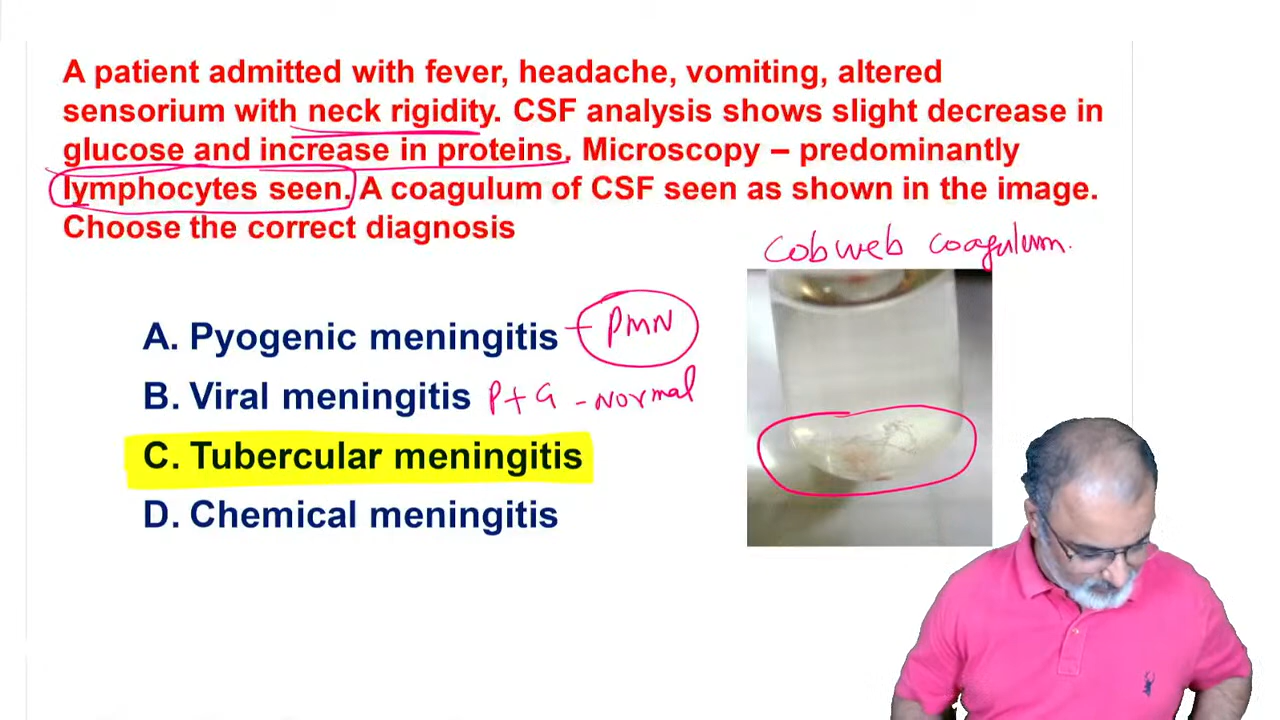 A patient admitted with fever, headache, vomiting, altered
sensorium with neck rigidity. CSF analysis shows slight decrease in
glucose and increase in proteins. Microscopy – predominantly
lymphocytes seen. A coagulum of CSF seen as shown in the image.
Choose the correct diagnosis
Cobweb coagulum.
A. Pyogenic meningitis – PMN
B. Viral meningitis P+G – normal
C. Tubercular meningitis
D. Chemical meningitis